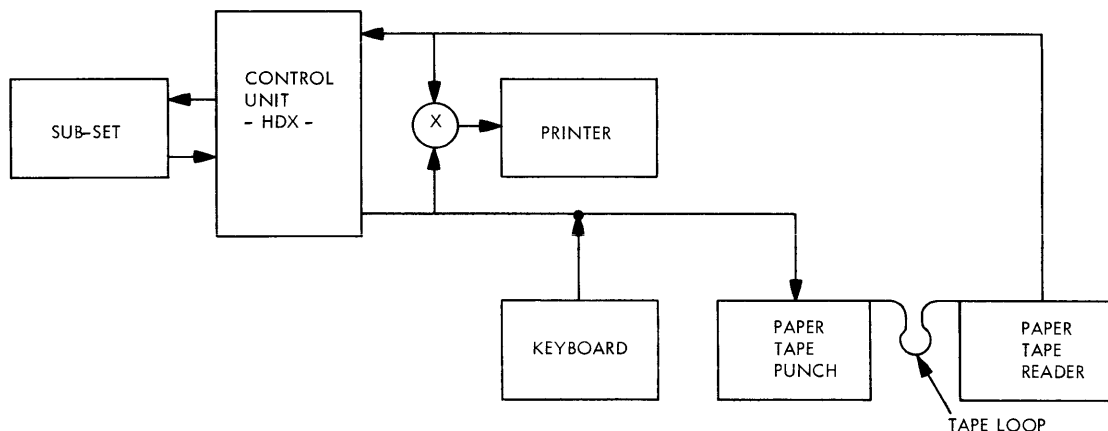 CONTROL
UNIT
- HDX -
SUB-SET
X
PRINTER
KEYBOARD
PAPER
TAPE
PUNCH
PAPER
TAPE
READER
TAPE LOOP